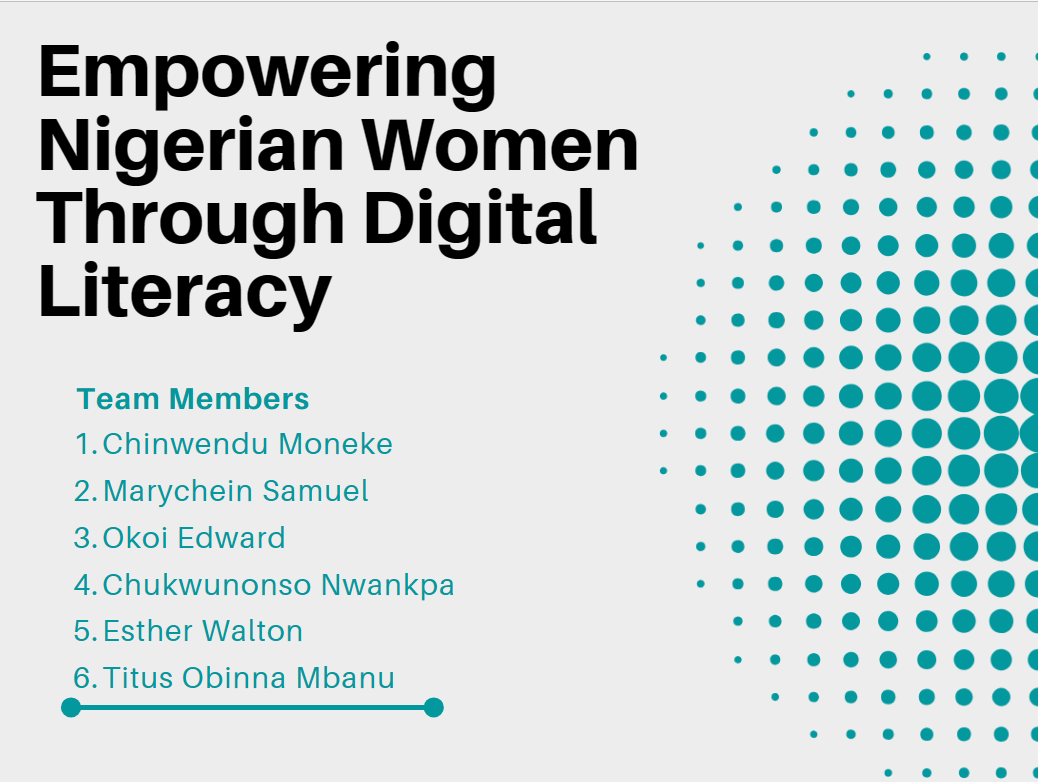 Empowering
Nigerian Women
Through Digital
Literacy
Team Members
1. Chinwendu Moneke
2. Marychein Samuel
3. Okoi Edward
4. Chukwunonso Nwankpa
5. Esther Walton
6. Titus Obinna Mbanu